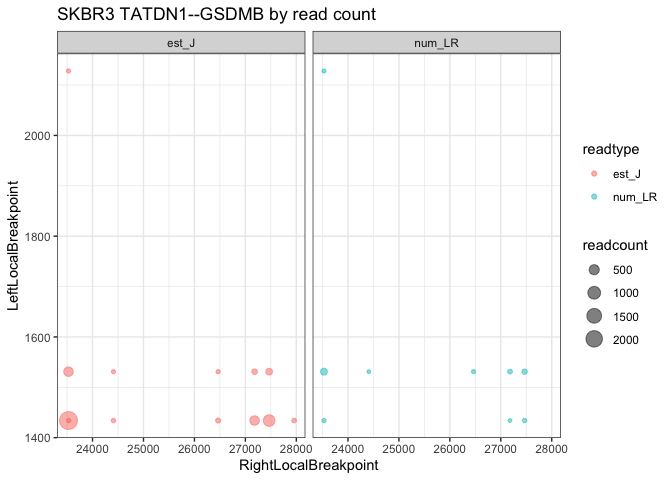 SKBR3 TATDN1--GSDMB by read count
est_J
num_LR
2000
1800
1600
1400
LeftLocalBreakpoint
24000 25000 26000 27000 28000
24000 25000 26000 27000 28000
RightLocalBreakpoint
readtype
est_J
num_LR
readcount
500
1000
1500
2000